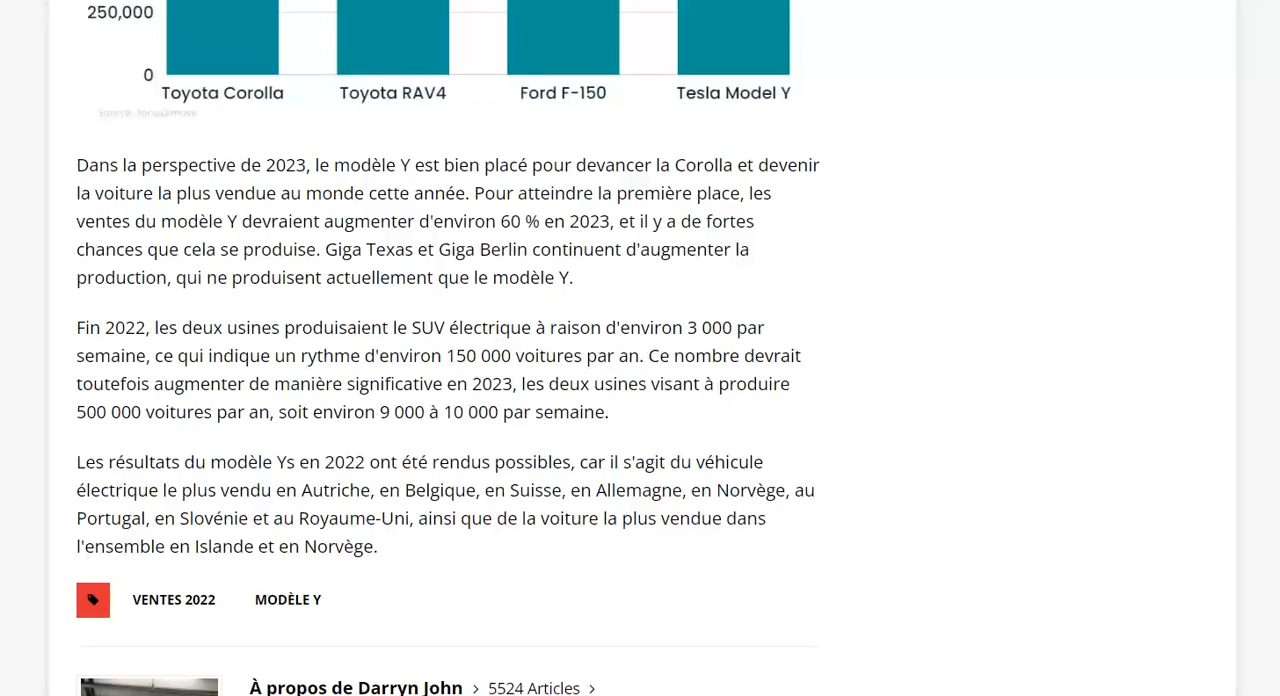 250,000
0
Toyota Corolla Toyota RAV4 Ford F-150 Tesla Model Y
Source: focus2move
Dans la perspective de 2023, le modèle Y est bien placé pour devancer la Corolla et devenir
la voiture la plus vendue au monde cette année. Pour atteindre la première place, les
ventes du modèle Y devraient augmenter d'environ 60 % en 2023, et il y a de fortes
chances que cela se produise. Giga Texas et Giga Berlin continuent d'augmenter la
production, qui ne produisent actuellement que le modèle Y.
Fin 2022, les deux usines produisaient le SUV électrique à raison d'environ 3 000 par
semaine, ce qui indique un rythme d'environ 150 000 voitures par an. Ce nombre devrait
toutefois augmenter de manière significative en 2023, les deux usines visant à produire
500 000 voitures par an, soit environ 9 000 à 10 000 par semaine.
Les résultats du modèle Ys en 2022 ont été rendus possibles, car il s'agit du véhicule
électrique le plus vendu en Autriche, en Belgique, en Suisse, en Allemagne, en Norvège, au
Portugal, en Slovénie et au Royaume-Uni, ainsi que de la voiture la plus vendue dans
l'ensemble en Islande et en Norvège.
VENTES 2022 MODÈLE Y
À propos de Darryn John > 5524 Articles >